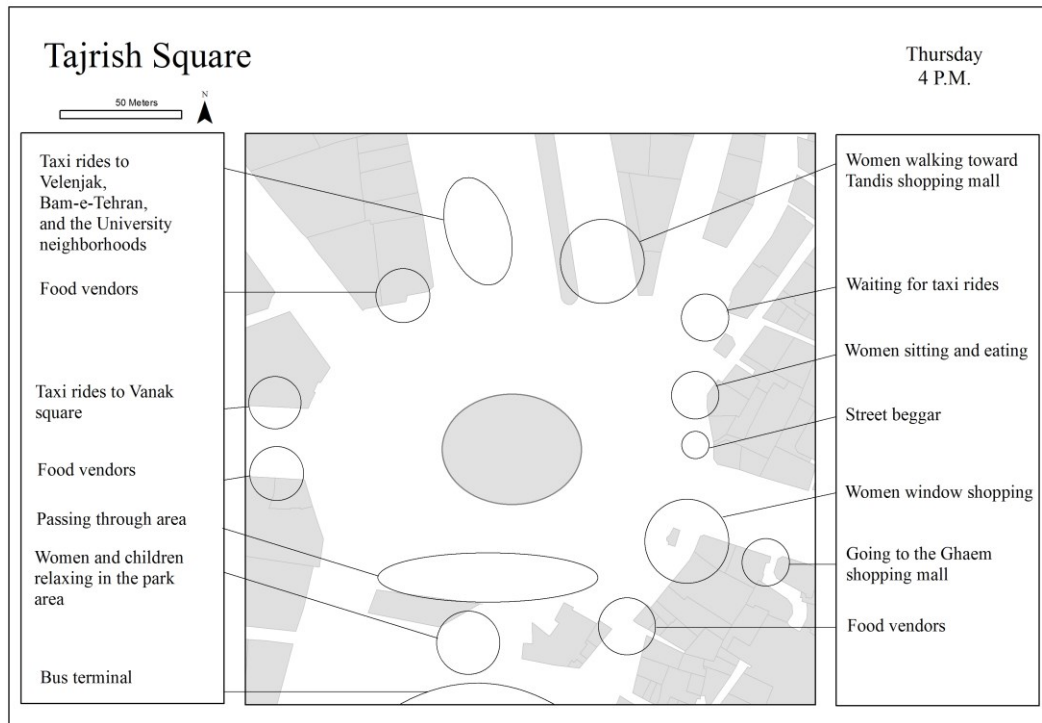 Tajrish Square
Thursday
4 P.M.
50 Meters
N
Taxi rides to
Velenjak,
Bam-e-Tehran,
and the University
neighborhoods
Food vendors
Taxi rides to Vanak
square
Food vendors
Passing through area
Women and children
relaxing in the park
area
Bus terminal
Women walking toward
Tandis shopping mall
Waiting for taxi rides
Women sitting and eating
Street beggar
Women window shopping
Going to the Ghaem
shopping mall
Food vendors